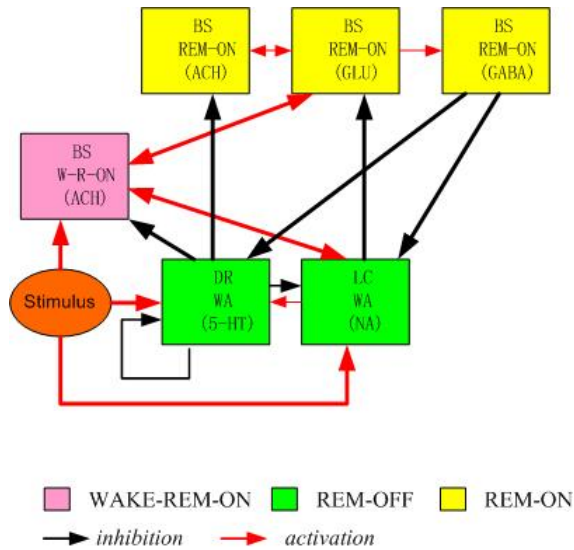 BS
REM-ON
(ACH)
BS
REM-ON
(GLU)
BS
REM-ON
(GABA)
BS
W-R-ON
(ACH)
Stimulus
DR
WA
(5-HT)
LC
WA
(NA)
WAKE-REM-ON
REM-OFF
REM-ON
inhibition
activation